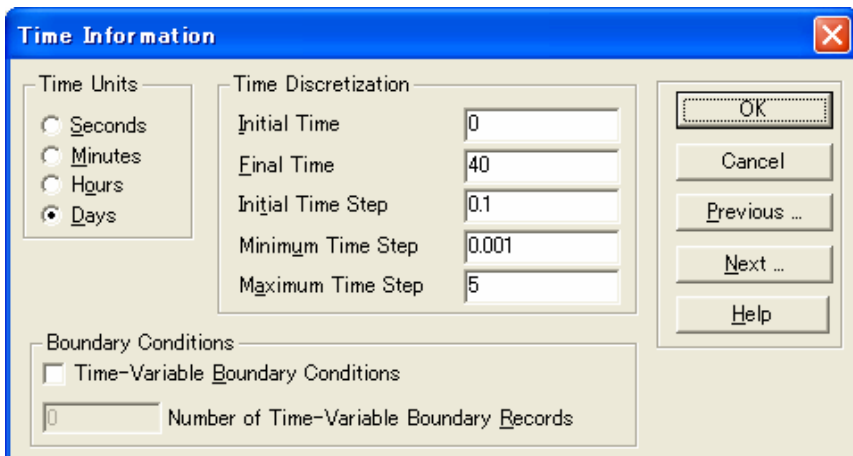 Time Information
Time Units
Seconds
Minutes
Hours
Days
Time Discretization
Initial Time 0
Final Time 40
Initial Time Step 0.1
Minimum Time Step 0.001
Maximum Time Step 5
OK
Cancel
Previous ...
Next ...
Help
Boundary Conditions
Time-Variable Boundary Conditions
0 Number of Time-Variable Boundary Records